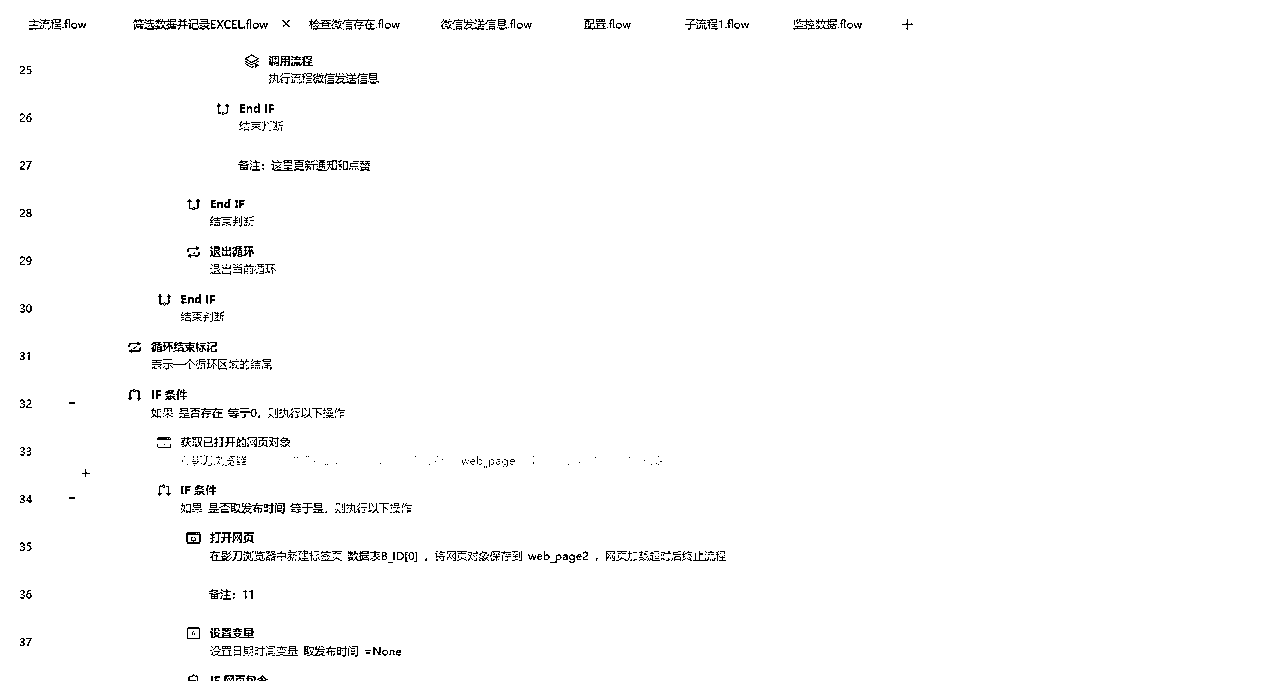 主流程.flow 筛选数据并记录EXCEL.flow × 检查微信存在.flow 微信发送信息.flow 配置.flow 子流程1.flow 监控数据.flow +
25 调用流程
执行流程微信发送信息
26 End IF
结束判断
27 备注：这里更新通知和点赞
28 End IF
结束判断
29 退出循环
退出当前循环
30 End IF
结束判断
31 循环结束标记
表示一个循环区域的结尾
32 - IF 条件
如果 是否存在 等于0，则执行以下操作
33 获取已打开的网页对象
web_page
+
34 - IF 条件
如果 是否取发布时间 等于是，则执行以下操作
35 打开网页
在影刀浏览器中新建标签页 数据表B_ID[0] ，将网页对象保存到 web_page2 ，网页加载超时后终止流程
36 备注：11
37 设置变量
设置日期时间变量 取发布时间 =None
IF 网页包含